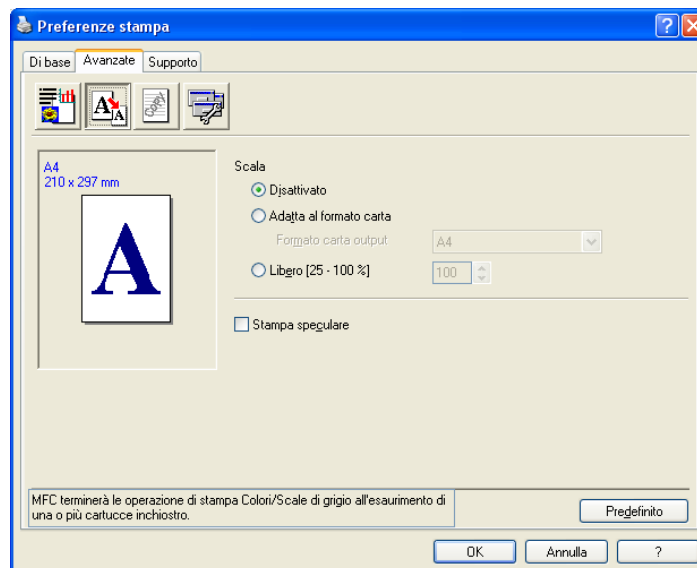 Preferenze stampa
Di base Avanzate Supporto
A A Copy
A4
210 x 297 mm
A
Scala
Disattivato
Adatta al formato carta
Formato carta output A4
Libero [25 - 100 %] 100
Stampa speculare
MFC terminerà le operazione di stampa Colori/Scale di grigio all'esaurimento di
una o più cartucce inchiostro.
Predefinito
OK Annulla ?